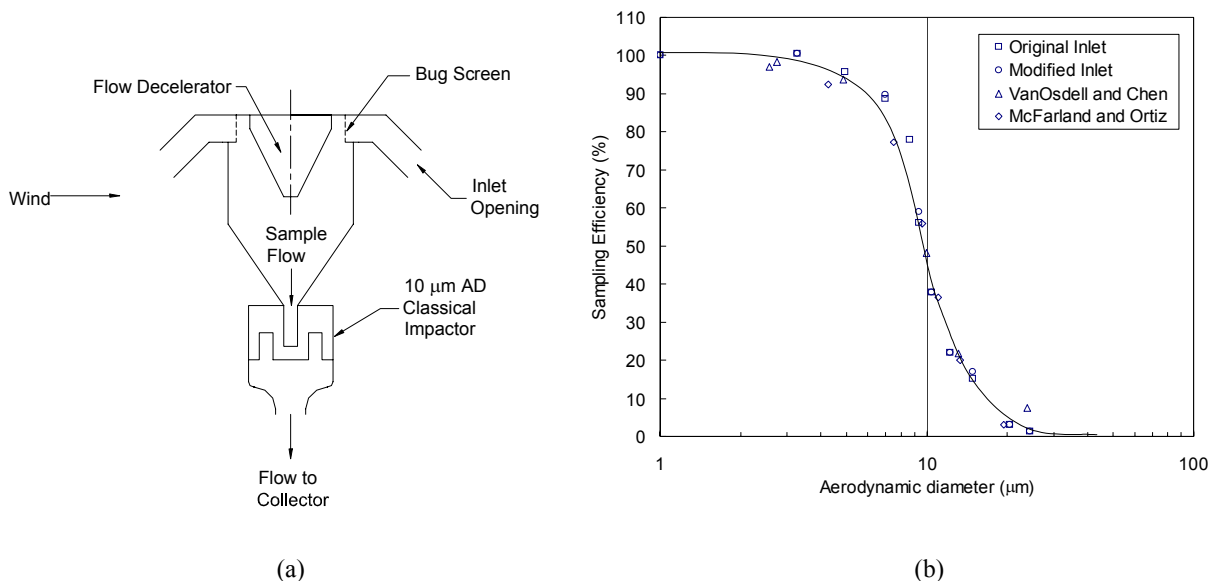 Flow Decelerator
Bug Screen
Wind
Inlet
Opening
Sample
Flow
10 μm AD
Classical
Impactor
Flow to
Collector
(a)
110
100
90
80
70
60
50
40
30
20
10
0
Sampling Efficiency (%)
Original Inlet
Modified Inlet
VanOsdell and Chen
McFarland and Ortiz
1
10
100
Aerodynamic diameter (μm)
(b)